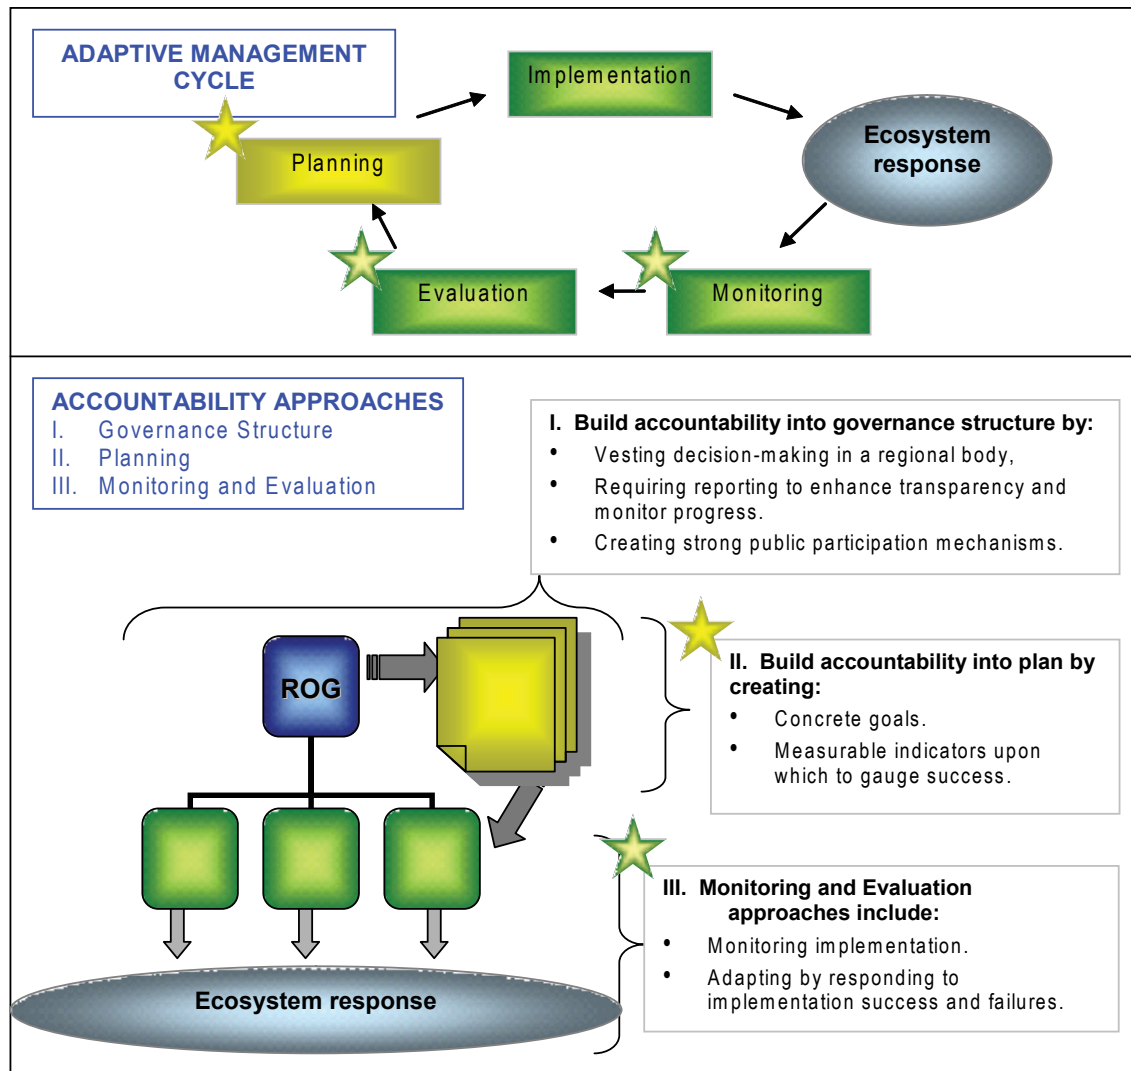 ADAPTIVE MANAGEMENT
CYCLE
Implementation
Ecosystem
response
Planning
Evaluation
Monitoring
ACCOUNTABILITY APPROACHES
I. Governance Structure
II. Planning
III. Monitoring and Evaluation
I. Build accountability into governance structure by:
• Vesting decision-making in a regional body,
• Requiring reporting to enhance transparency and
monitor progress.
• Creating strong public participation mechanisms.
ROG
II. Build accountability into plan by
creating:
• Concrete goals.
• Measurable indicators upon
which to gauge success.
III. Monitoring and Evaluation
approaches include:
• Monitoring implementation.
• Adapting by responding to
implementation success and failures.
Ecosystem response